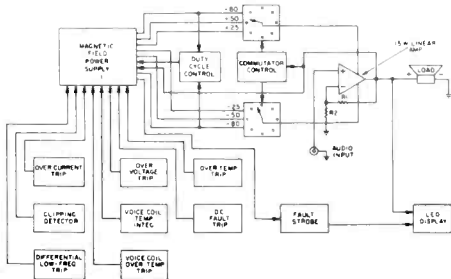 MAGNETIC
FIELD
POWER
SUPPLY
-80
+50
+25
DUTY
CYCLE
CONTROL
COMMUTATOR
CONTROL
-25
-50
-80
15 W LINEAR
AMP
LOAD
R2
AUDIO
INPUT
OVER CURRENT
TRIP
OVER
VOLTAGE
TRIP
OVER TEMP
TRIP
CLIPPING
DETECTOR
VOICE COIL
TEMP
INTEG
DC
FAULT
TRIP
FAULT
STROBE
LED
DISPLAY
DIFFERENTIAL
LOW-FREQ
TRIP
VOICE COIL
OVER TEMP
TRIP